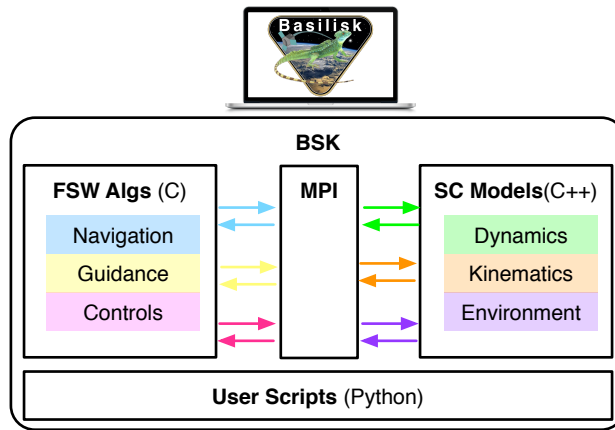 Basilisk
BSK
FSW Algs (C)
MPI
SC Models(C++)
Navigation
Guidance
Controls
Dynamics
Kinematics
Environment
User Scripts (Python)